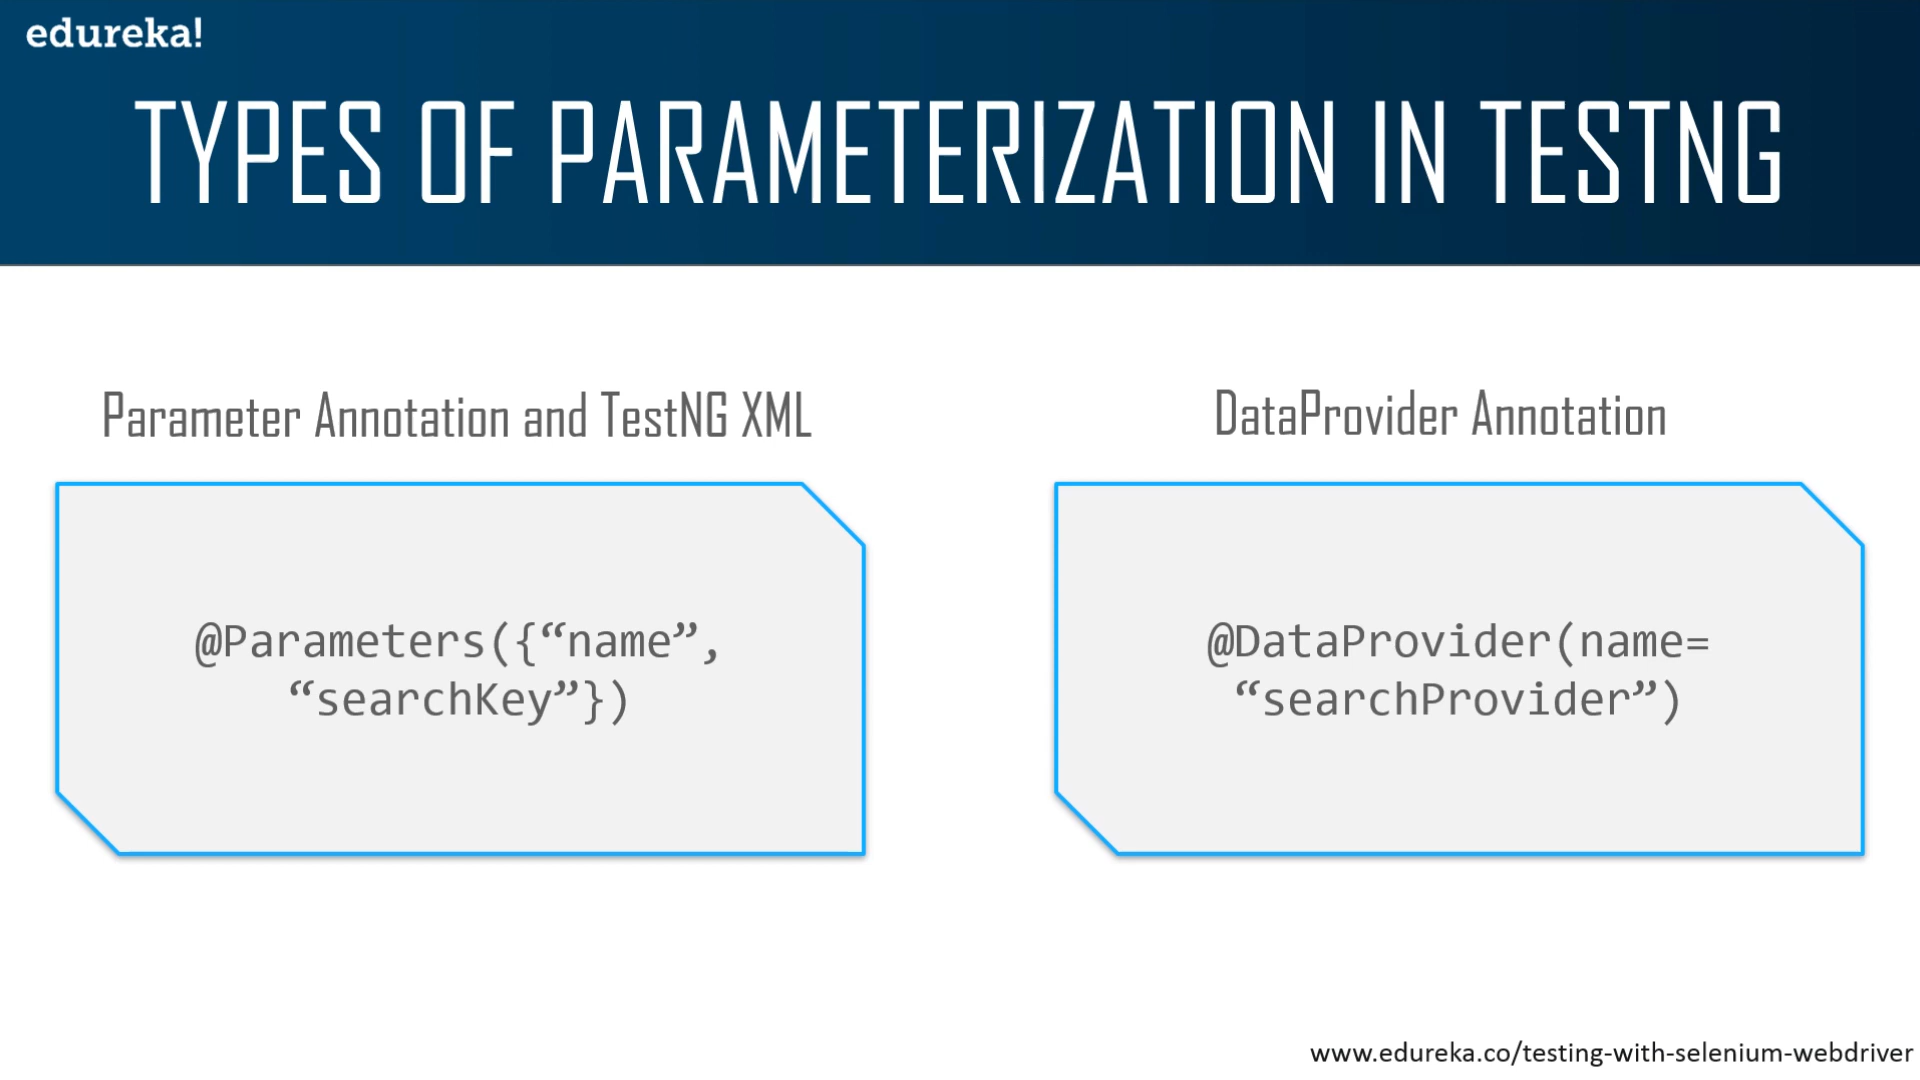 edureka!
TYPES OF PARAMETERIZATION IN TESTNG
Parameter Annotation and TestNG XML
@Parameters({“name”,
“searchKey”})
DataProvider Annotation
@DataProvider(name=
“searchProvider”)
www.edureka.co/testing-with-selenium-webdriver